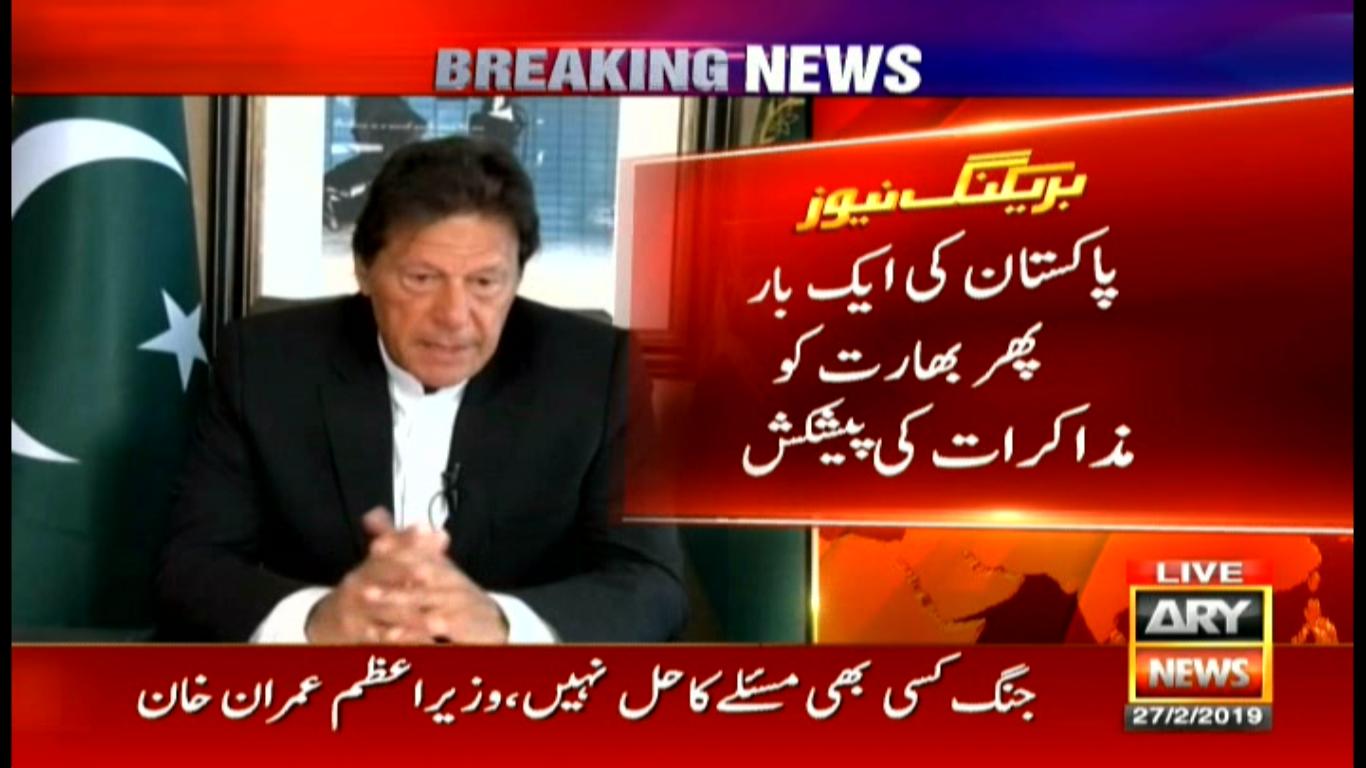 BREAKING NEWS
بریکنگ نیوز
پاکستان کی ایک بار
پھر بھارت کو
مذاکرات کی پیشکش
LIVE
ARY
NEWS
27/2/2019
جنگ کسی بھی مسئلے کا حل نہیں، وزیراعظم عمران خان